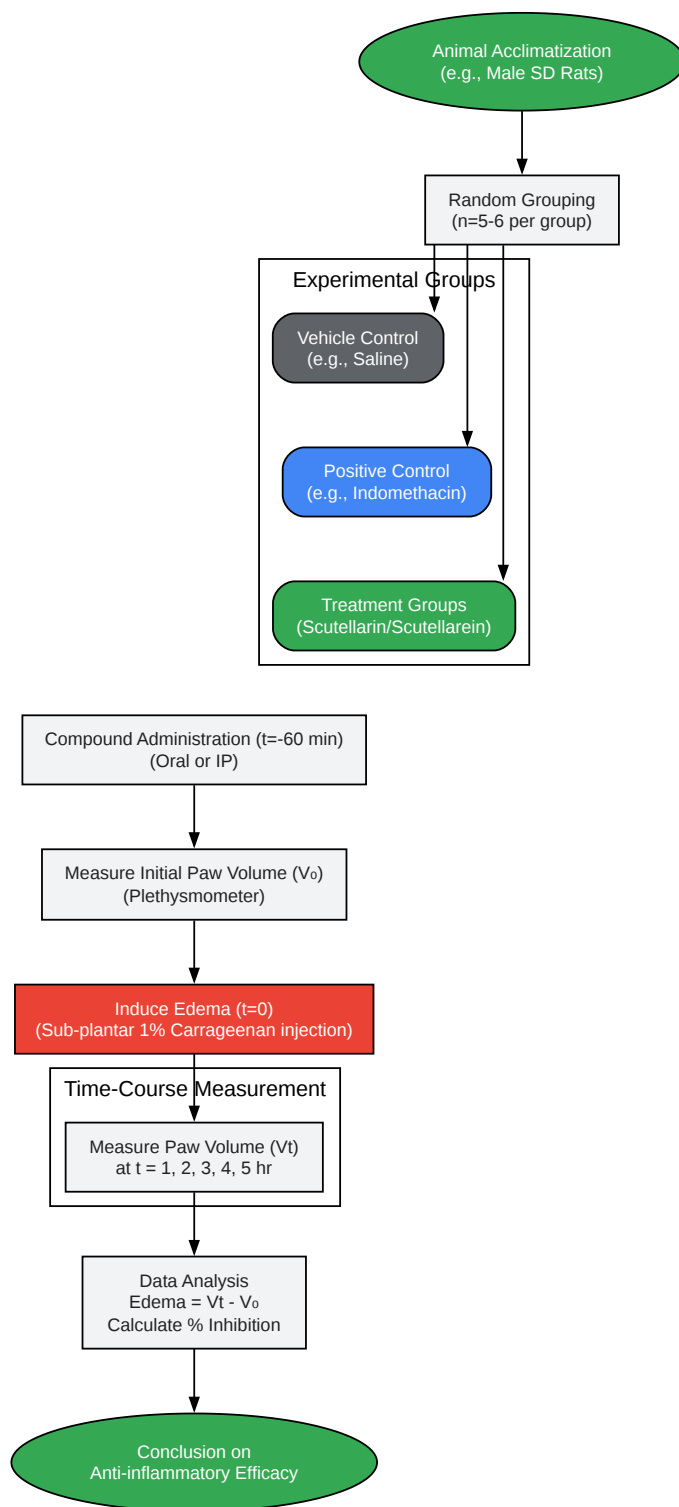 Animal Acclimatization
(e.g., Male SD Rats)
Random Grouping
(n=5-6 per group)
Experimental Groups
Vehicle Control
(e.g., Saline)
Positive Control
(e.g., Indomethacin)
Treatment Groups
(Scutellarin/Scutellarein)
Compound Administration (t=-60 min)
(Oral or IP)
Measure Initial Paw Volume (V₀)
(Plethysmometer)
Induce Edema (t=0)
(Sub-plantar 1% Carrageenan injection)
Time-Course Measurement
Measure Paw Volume (Vt)
at t = 1, 2, 3, 4, 5 hr
Data Analysis
Edema = Vt - V₀
Calculate % Inhibition
Conclusion on
Anti-inflammatory Efficacy